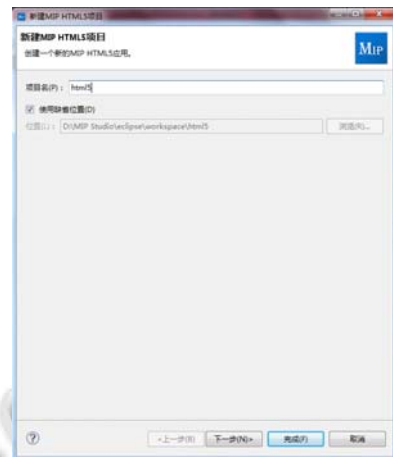 新建MIP HTML5项目
新建MIP HTML5项目
创建一个新的MIP HTML5应用。
MIP
项目名(P)： html5
使用缺省位置(D)
位置(L)： D:\MIP Studio\eclipse\workspace\html5 浏览(R)...
<上一步(B) 下一步(N)> 完成(F) 取消